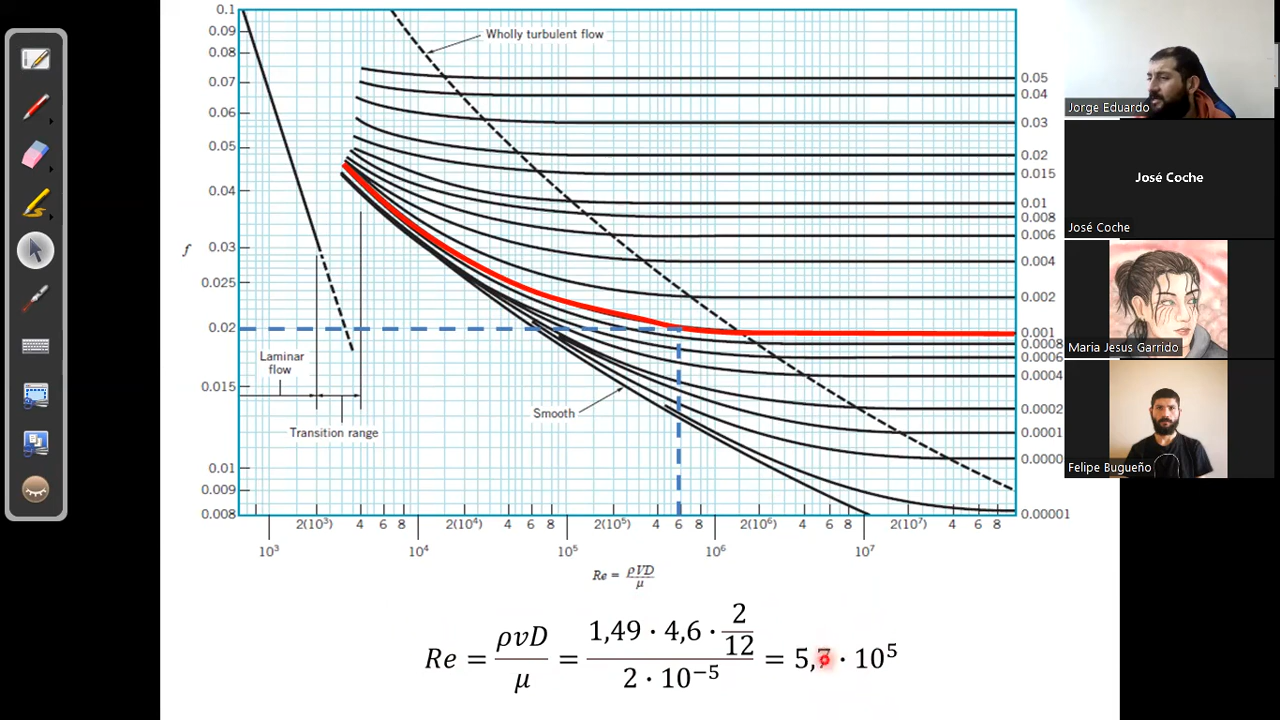 0.1
0.09
0.08
0.07
0.06
0.05
0.04
0.03
0.025
0.02
0.015
0.01
0.009
0.008
f
Wholly turbulent flow
Laminar
flow
Transition range
Smooth
0.05
0.04
0.03
0.02
0.015
0.01
0.008
0.006
0.004
0.002
0.001
0.0008
0.0006
0.0004
0.0002
0.0001
0.0000
0.00001
2(10³) 4 6 8 2(10⁴) 4 6 8 2(10⁵) 4 6 8 2(10⁶) 4 6 8 2(10⁷) 4 6 8
10³ 10⁴ 10⁵ 10⁶ 10⁷
Re = ρVD/μ
Re = ρvD/μ = (1,49 · 4,6 · 2/12)/(2 · 10⁻⁵) = 5,7 · 10⁵
Jorge Eduardo
José Coche
José Coche
Maria Jesus Garrido
Felipe Bugueño